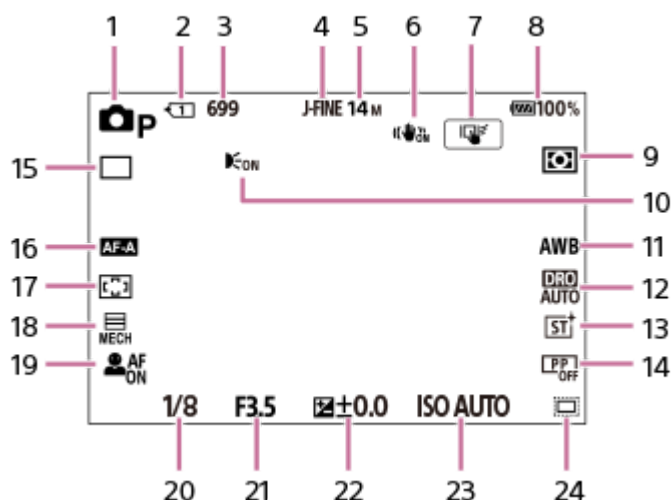 1 2 3 4 5 6 7 8
P 1 699 J-FINE 14M ON 100%
15 ON 9
10
16 AF-A AWB 11
17 DRO AUTO 12
18 MECH ST+ 13
19 AF ON PP OFF 14
1/8 F3.5 ±0.0 ISO AUTO
20 21 22 23 24